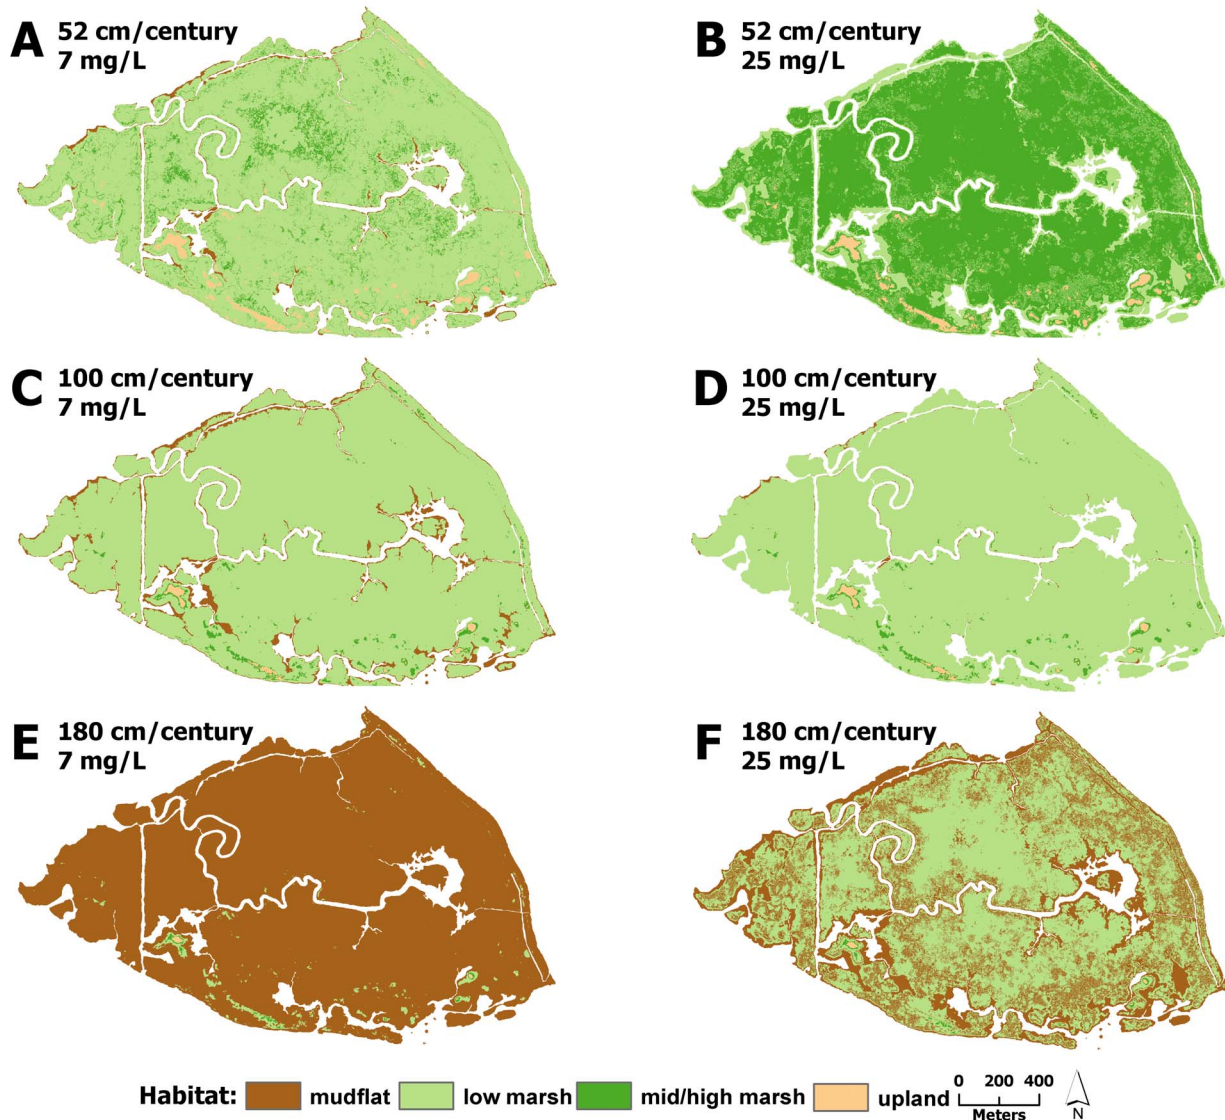 A 52 cm/century
7 mg/L
B 52 cm/century
25 mg/L
C 100 cm/century
7 mg/L
D 100 cm/century
25 mg/L
E 180 cm/century
7 mg/L
F 180 cm/century
25 mg/L
Habitat: mudflat low marsh mid/high marsh upland
0 200 400
Meters
N